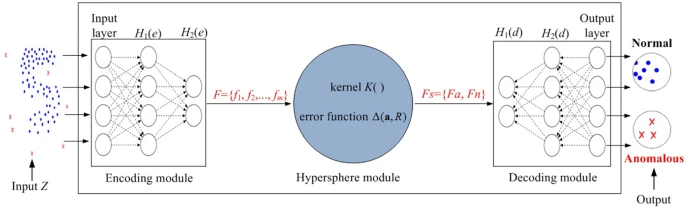 Input
layer
H1(e)
H2(e)
F={f1, f2,..., fm}
Encoding module
Input Z
kernel K( )
error function Δ(a, R)
Hypersphere module
Fs={Fa, Fn}
H1(d)
H2(d)
Output
layer
Decoding module
Normal
Anomalous
Output